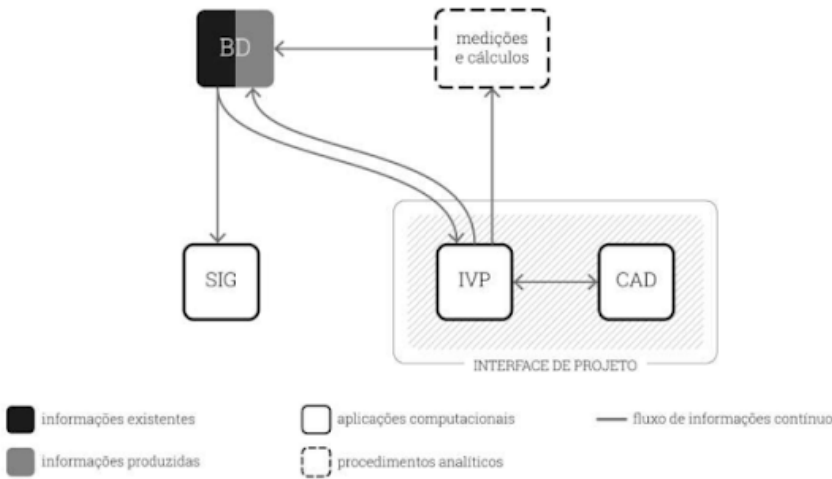 BD
medições
e cálculos
SIG
IVP
CAD
INTERFACE DE PROJETO
informações existentes
aplicações computacionais
fluxo de informações contínuo
informações produzidas
procedimentos analíticos